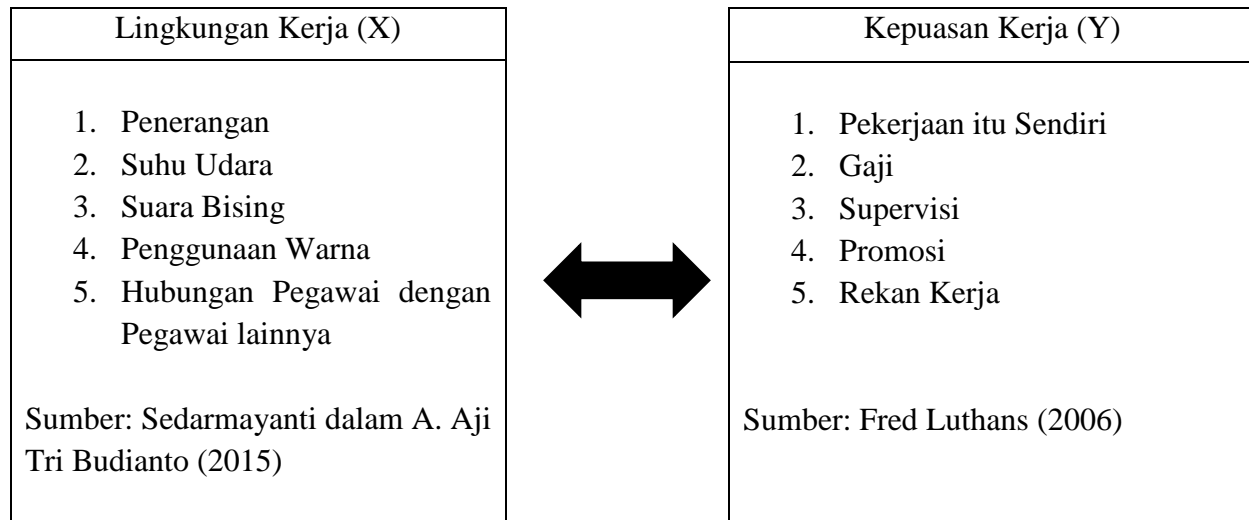 Lingkungan Kerja (X)
1. Penerangan
2. Suhu Udara
3. Suara Bising
4. Penggunaan Warna
5. Hubungan Pegawai dengan
Pegawai lainnya
Sumber: Sedarmayanti dalam A. Aji
Tri Budianto (2015)
Kepuasan Kerja (Y)
1. Pekerjaan itu Sendiri
2. Gaji
3. Supervisi
4. Promosi
5. Rekan Kerja
Sumber: Fred Luthans (2006)